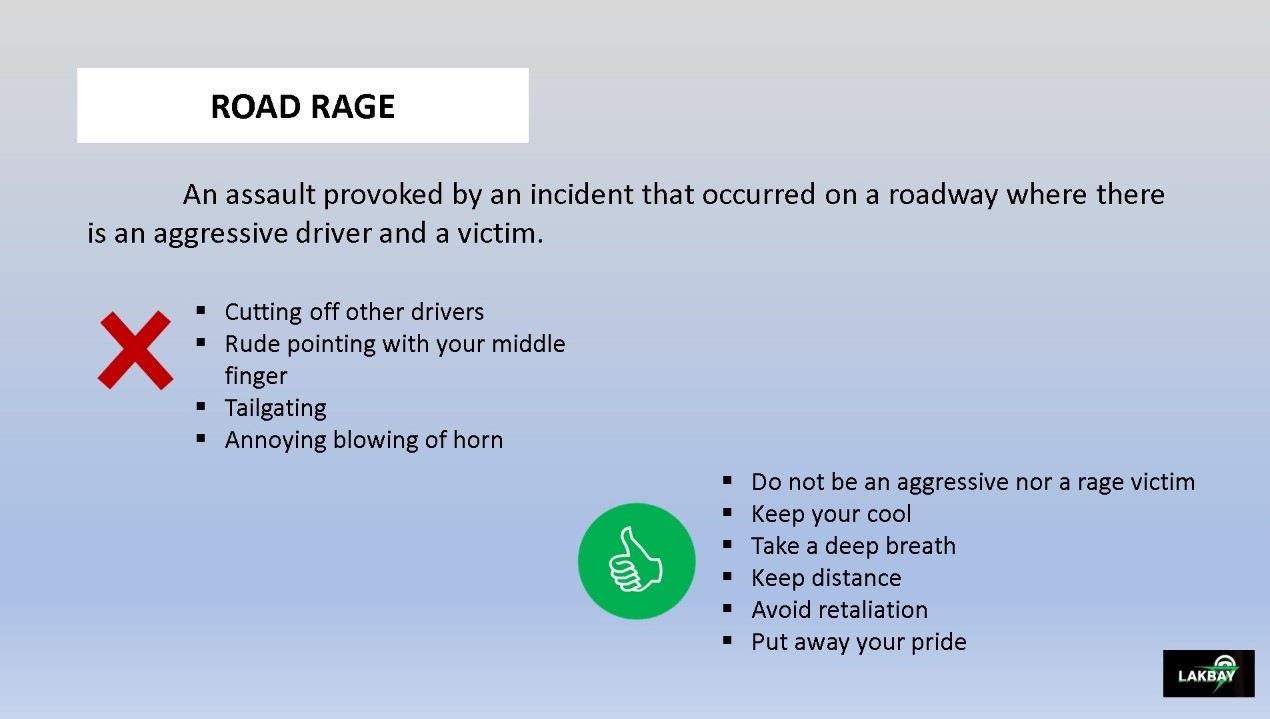 ROAD RAGE
An assault provoked by an incident that occurred on a roadway where there
is an aggressive driver and a victim.
▪ Cutting off other drivers
▪ Rude pointing with your middle
finger
▪ Tailgating
▪ Annoying blowing of horn
▪ Do not be an aggressive nor a rage victim
▪ Keep your cool
▪ Take a deep breath
▪ Keep distance
▪ Avoid retaliation
▪ Put away your pride
LAKBAY